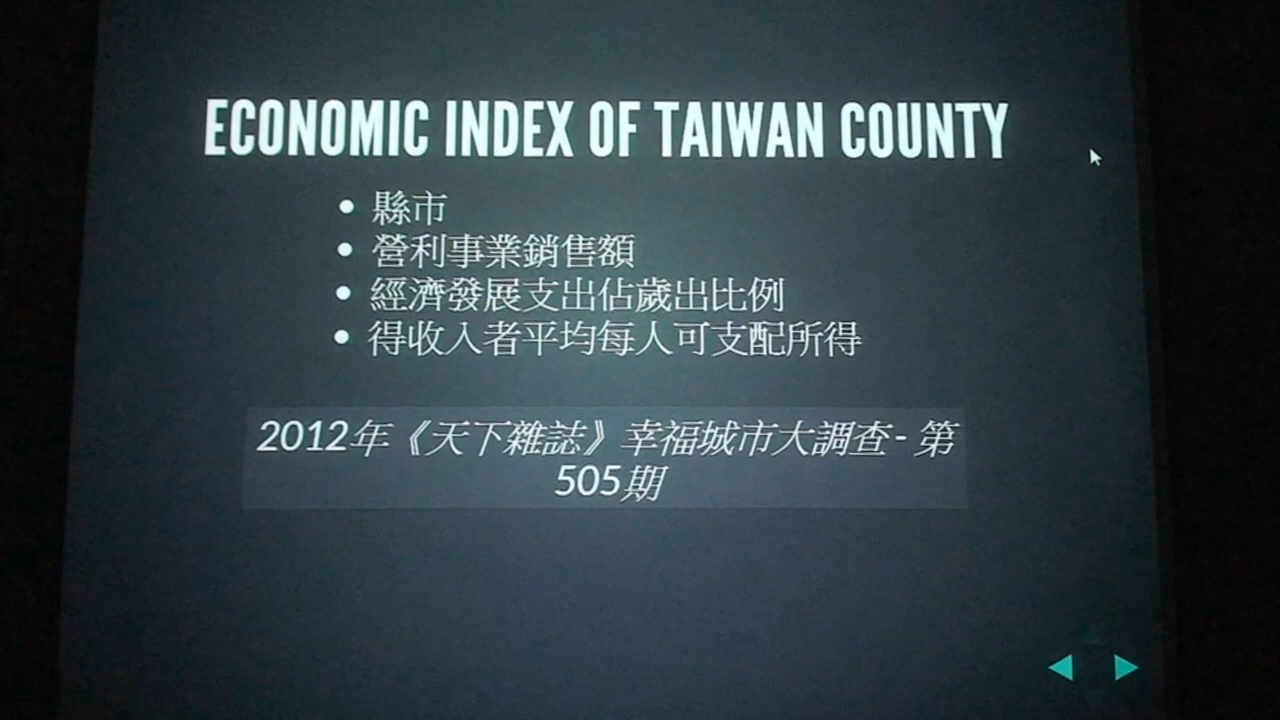 ECONOMIC INDEX OF TAIWAN COUNTY
• 縣市
• 營利事業銷售額
• 經濟發展支出佔歲出比例
• 得收入者平均每人可支配所得
2012年《天下雜誌》幸福城市大調查- 第
505期